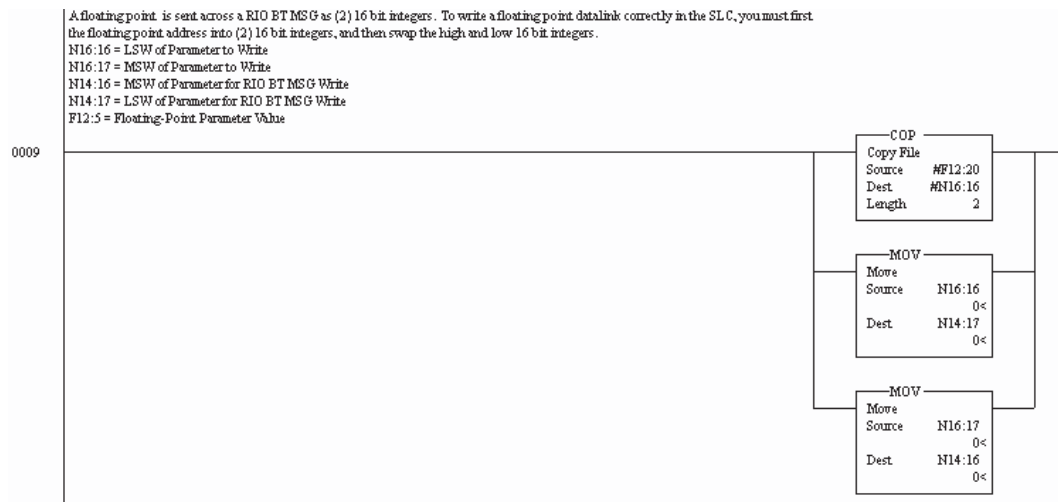 A floating point is sent across a RIO BT MSG as (2) 16 bit integers. To write a floating point datalink correctly in the SLC, you must first
the floating point address into (2) 16 bit integers, and then swap the high and low 16 bit integers.
N16:16 = LSW of Parameter to Write
N16:17 = MSW of Parameter to Write
N14:16 = MSW of Parameter for RIO BT MSG Write
N14:17 = LSW of Parameter for RIO BT MSG Write
F12:5 = Floating-Point Parameter Value
0009
COP
Copy File
Source #F12:20
Dest #N16:16
Length 2
MOV
Move
Source N16:16
0<
Dest N14:17
0<
MOV
Move
Source N16:17
0<
Dest N14:16
0<